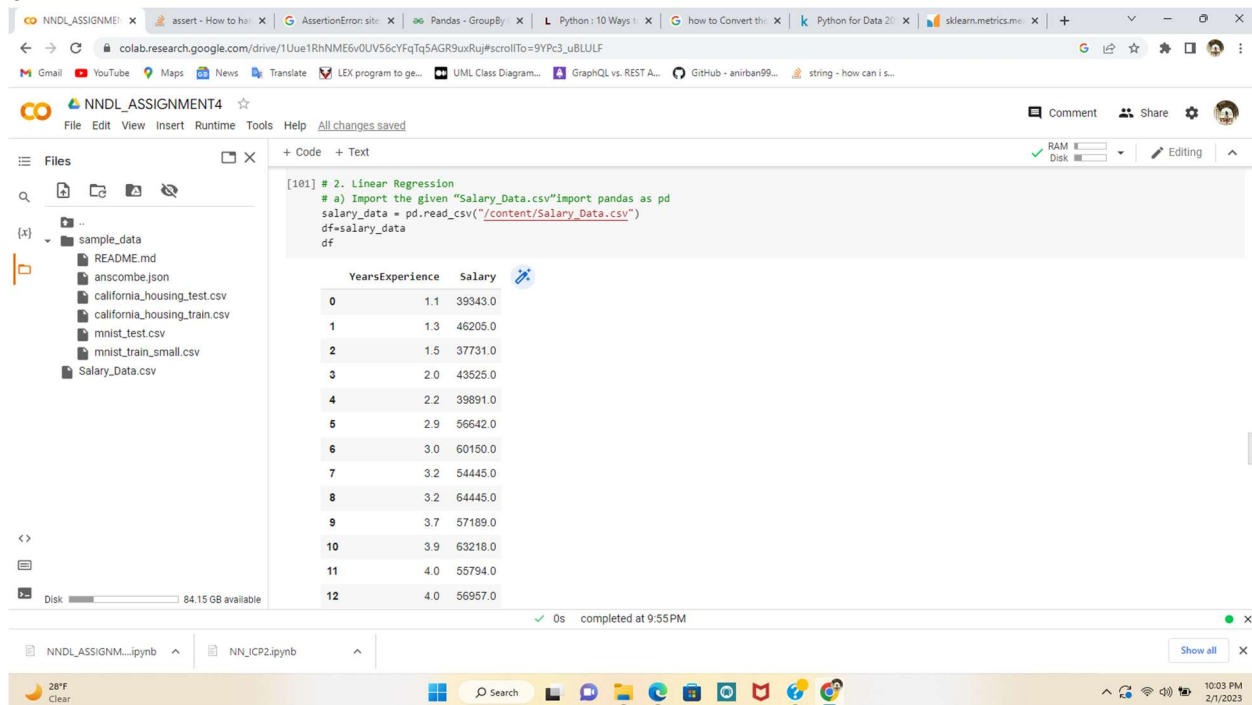 NNDL_ASSIGNMEN
assert - How to han
AssertionError: site:
Pandas - GroupBy
Python : 10 Ways to
how to Convert the
Python for Data 20
sklearn.metrics.me
colab.research.google.com/drive/1Uue1RhNME6v0UV56cYFqTq5AGR9uxRuj#scrollTo=9YPc3_uBLULF
Gmail YouTube Maps News Translate LEX program to ge... UML Class Diagram... GraphQL vs. REST A... GitHub - anirban99... string - how can i s...
NNDL_ASSIGNMENT4
Comment Share
File Edit View Insert Runtime Tools Help All changes saved
Files
+ Code + Text
RAM
Disk
Editing
..
sample_data
README.md
anscombe.json
california_housing_test.csv
california_housing_train.csv
mnist_test.csv
mnist_train_small.csv
Salary_Data.csv
{x}
<>
Disk 84.15 GB available
[101] # 2. Linear Regression
# a) Import the given “Salary_Data.csv”import pandas as pd
salary_data = pd.read_csv("/content/Salary_Data.csv")
df=salary_data
df
YearsExperience Salary
0 1.1 39343.0
1 1.3 46205.0
2 1.5 37731.0
3 2.0 43525.0
4 2.2 39891.0
5 2.9 56642.0
6 3.0 60150.0
7 3.2 54445.0
8 3.2 64445.0
9 3.7 57189.0
10 3.9 63218.0
11 4.0 55794.0
12 4.0 56957.0
0s completed at 9:55 PM
NNDL_ASSIGNM....ipynb
NN_ICP2.ipynb
Show all
28°F
Clear
Search
10:03 PM
2/1/2023